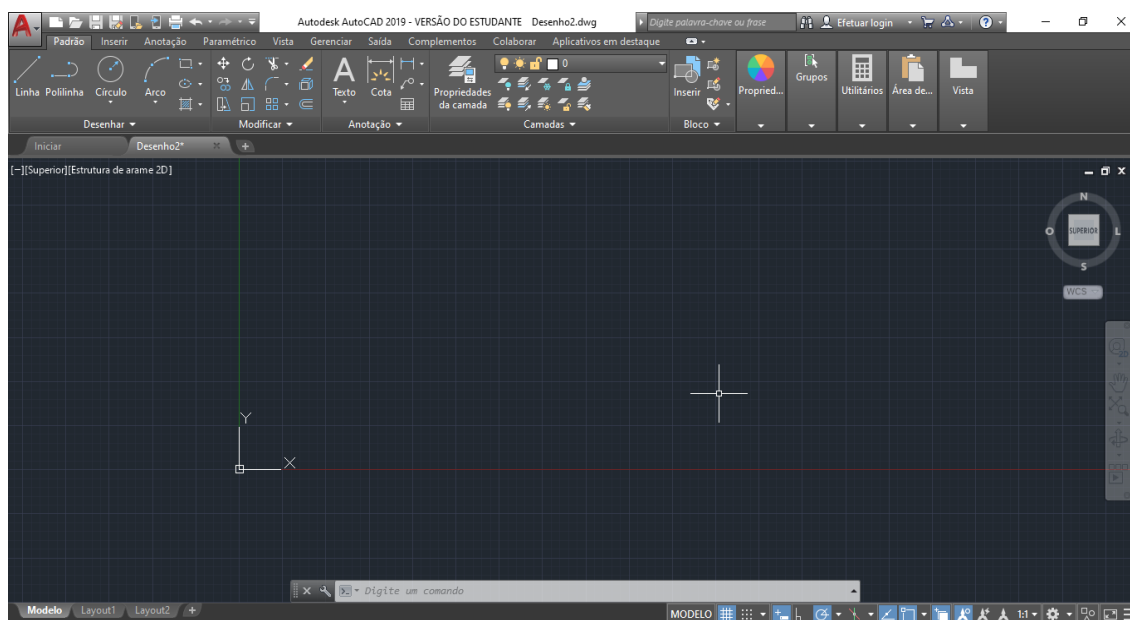 Autodesk AutoCAD 2019 - VERSÃO DO ESTUDANTE Desenho2.dwg Digite palavra-chave ou frase Efetuar login
Padrão Inserir Anotação Paramétrico Vista Gerenciar Saída Complementos Colaborar Aplicativos em destaque
0
Linha Polilinha Círculo Arco Texto Cota Propriedades da camada Inserir Propried... Grupos Utilitários Área de... Vista
Desenhar Modificar Anotação Camadas Bloco
Iniciar Desenho2*
[−][Superior][Estrutura de arame 2D]
N
O SUPERIOR L
S
WCS
Y
X
Digite um comando
Modelo Layout1 Layout2 + MODELO 1:1